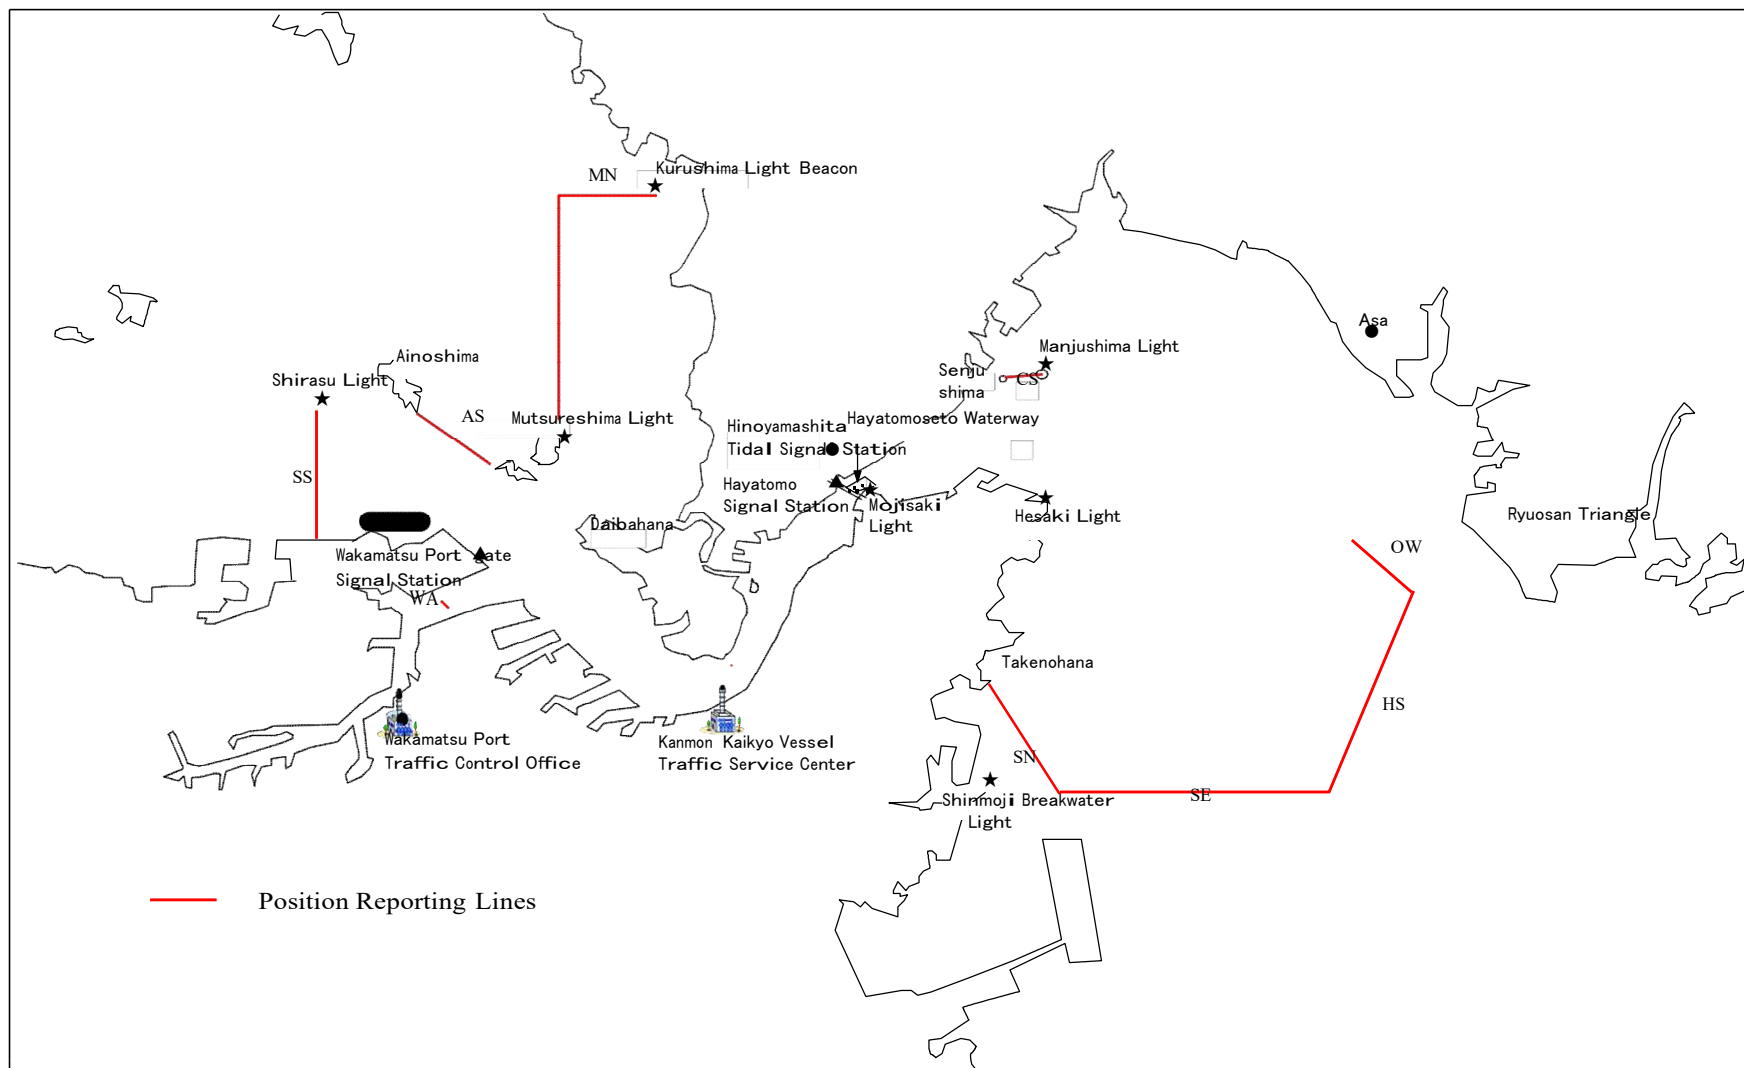 MN
Kurushima Light Beacon
Asa
Ainoshima
Manjushima Light
Shirasu Light
Senju
shima
CS
AS
Mutsureshima Light
Hayatomoseto Waterway
Hinoyamashita
Tidal Signal Station
SS
Hayatomo
Signal Station
Mojisaki
Light
Hesaki Light
Ryuosan Triangle
Daibahana
OW
Wakamatsu Port gate
Signal Station
WA
Takenohana
HS
Wakamatsu Port
Traffic Control Office
Kanmon Kaikyo Vessel
Traffic Service Center
SN
SE
Shinmoji Breakwater
Light
Position Reporting Lines